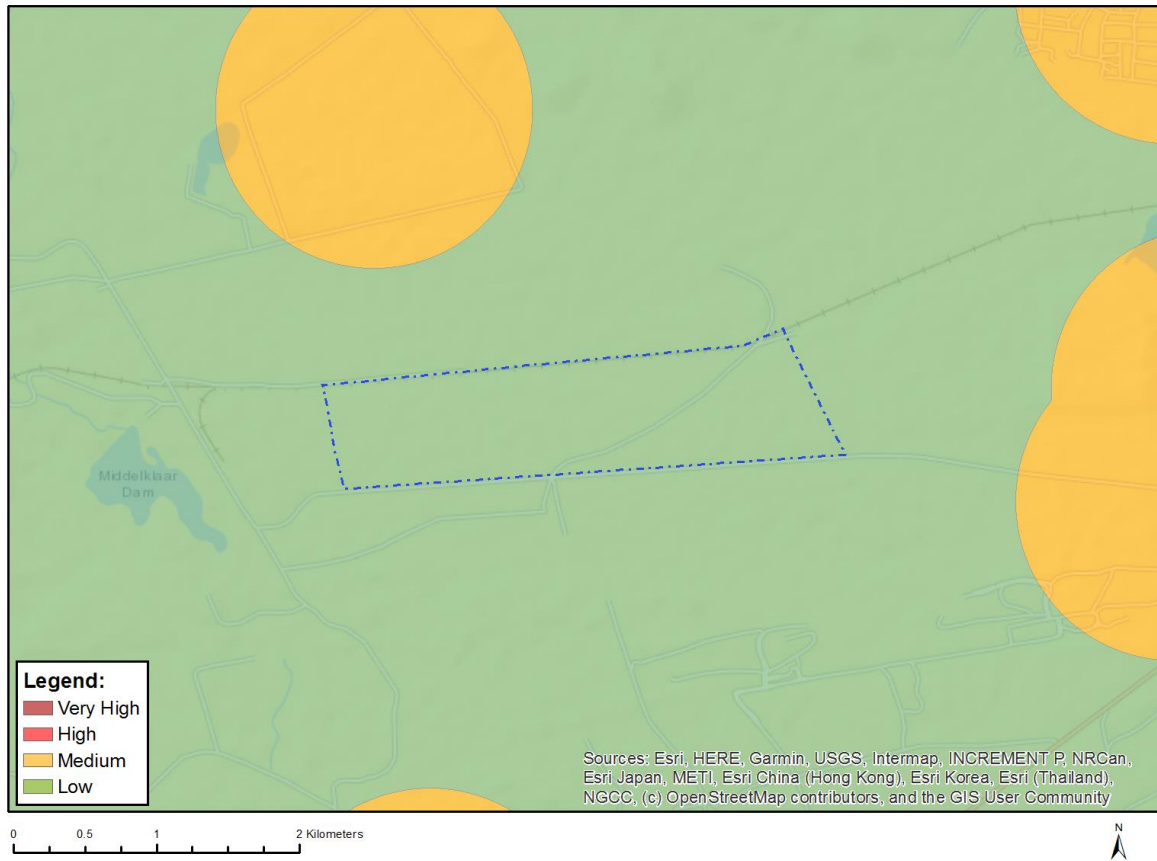 Middelklaar
Dam
Legend:
Very High
High
Medium
Low
Sources: Esri, HERE, Garmin, USGS, Intermap, INCREMENT P, NRCan,
Esri Japan, METI, Esri China (Hong Kong), Esri Korea, Esri (Thailand),
NGCC, (c) OpenStreetMap contributors, and the GIS User Community
0 0.5 1 2 Kilometers
N